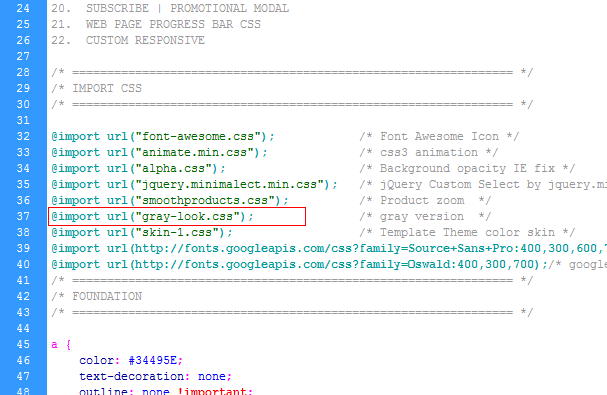 24 20.  SUBSCRIBE | PROMOTIONAL MODAL
25 21.  WEB PAGE PROGRESS BAR CSS
26 22.  CUSTOM RESPONSIVE
27
28 /* =============================================================== */
29 /* IMPORT CSS
30 /* =============================================================== */
31
32 @import url("font-awesome.css");            /* Font Awesome Icon */
33 @import url("animate.min.css");             /* css3 animation */
34 @import url("alpha.css");                   /* Background opacity IE fix */
35 @import url("jquery.minimalect.min.css");   /* jQuery Custom Select by jquery.mi
36 @import url("smoothproducts.css");          /* Product zoom  */
37 @import url("gray-look.css");               /* gray version  */
38 @import url("skin-1.css");                  /* Template Theme color skin */
39 @import url(http://fonts.googleapis.com/css?family=Source+Sans+Pro:400,300,600,7
40 @import url(http://fonts.googleapis.com/css?family=Oswald:400,300,700);/* google
41 /* =============================================================== */
42 /* FOUNDATION
43 /* =============================================================== */
44
45 a {
46     color: #34495E;
47     text-decoration: none;
48     outline: none !important;